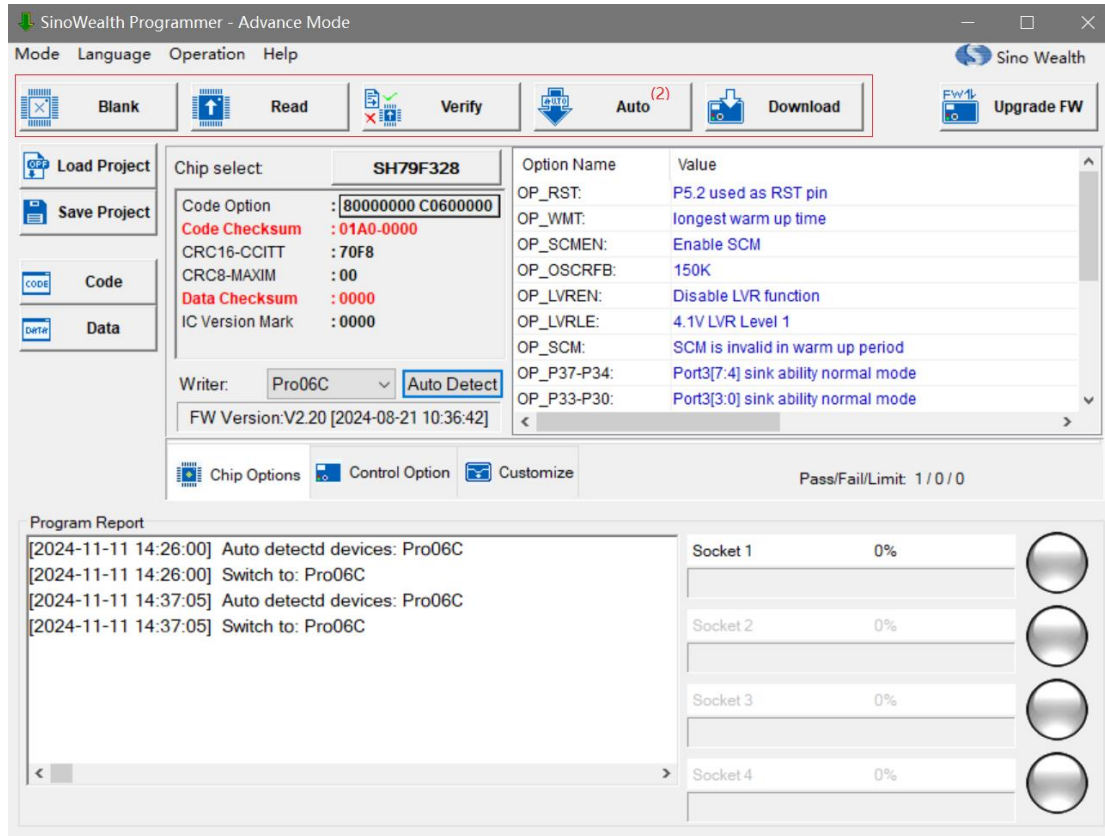 SinoWealth Programmer - Advance Mode
Mode Language Operation Help
Sino Wealth
Blank Read Verify Auto (2) Download Upgrade FW
Load Project
Save Project
Code
Data
Chip select: SH79F328
Code Option : 80000000 C0600000
Code Checksum : 01A0-0000
CRC16-CCITT : 70F8
CRC8-MAXIM : 00
Data Checksum : 0000
IC Version Mark : 0000
Writer: Pro06C Auto Detect
FW Version:V2.20 [2024-08-21 10:36:42]
Option Name Value
OP_RST: P5.2 used as RST pin
OP_WMT: longest warm up time
OP_SCMEN: Enable SCM
OP_OSCRFB: 150K
OP_LVREN: Disable LVR function
OP_LVRLE: 4.1V LVR Level 1
OP_SCM: SCM is invalid in warm up period
OP_P37-P34: Port3[7:4] sink ability normal mode
OP_P33-P30: Port3[3:0] sink ability normal mode
Chip Options Control Option Customize
Pass/Fail/Limit: 1 / 0 / 0
Program Report
[2024-11-11 14:26:00] Auto detectd devices: Pro06C
[2024-11-11 14:26:00] Switch to: Pro06C
[2024-11-11 14:37:05] Auto detectd devices: Pro06C
[2024-11-11 14:37:05] Switch to: Pro06C
Socket 1 0%
Socket 2 0%
Socket 3 0%
Socket 4 0%